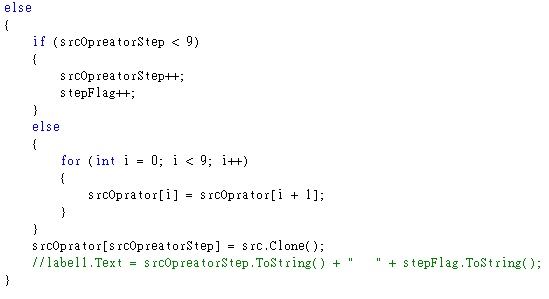 else
{
if (srcOpreatorStep < 9)
{
srcOpreatorStep++;
stepFlag++;
}
else
{
for (int i = 0; i < 9; i++)
{
srcOprator[i] = srcOprator[i + 1];
}
}
srcOprator[srcOpreatorStep] = src.Clone();
//label1.Text = srcOpreatorStep.ToString() + "   " + stepFlag.ToString();
}